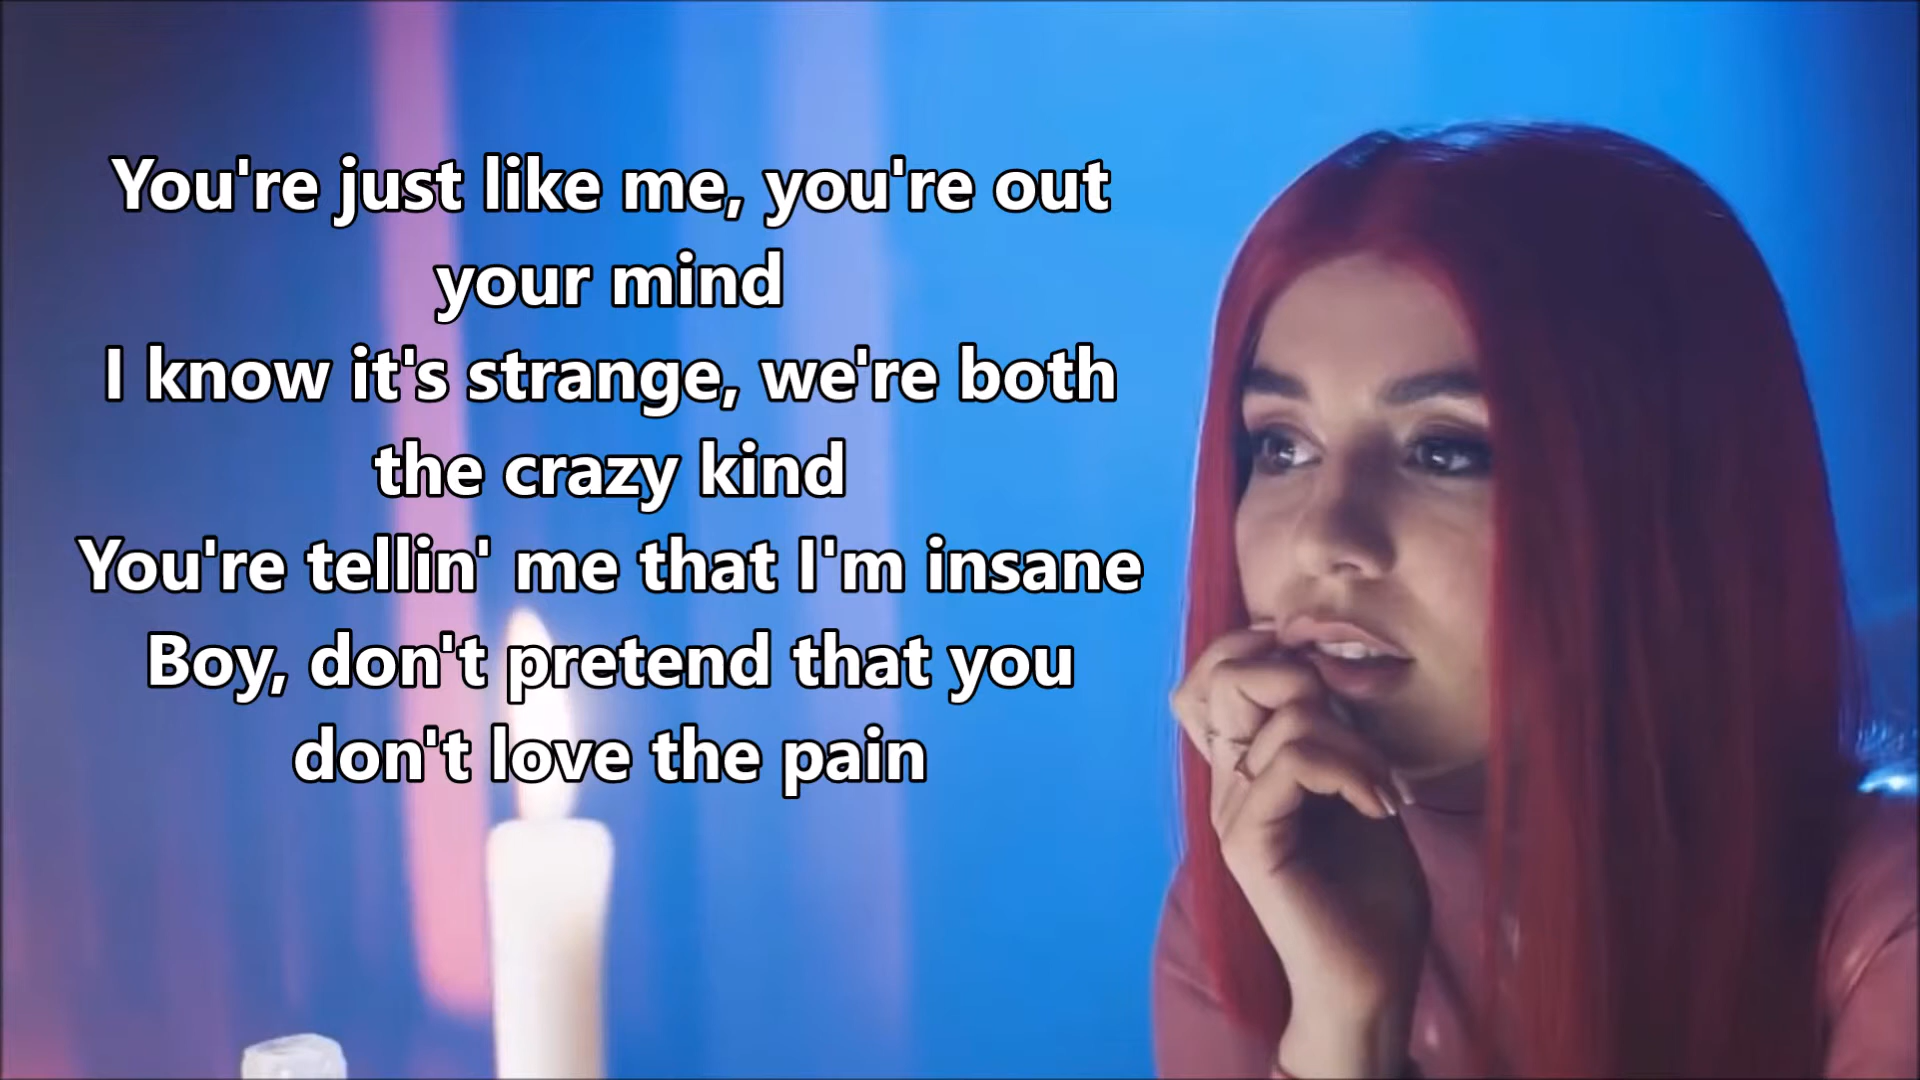 You're just like me, you're out
your mind
I know it's strange, we're both
the crazy kind
You're tellin' me that I'm insane
Boy, don't pretend that you
don't love the pain